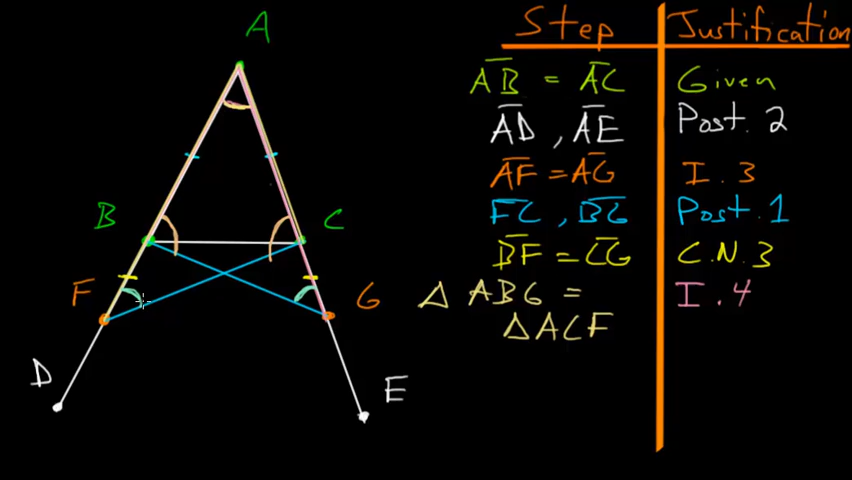 A
B
C
F
G
D
E
Step Justification
AB = AC Given
AD , AE Post. 2
AF = AG I. 3
FC , BG Post. 1
BF = CG C.N.3
△ ABG = I.4
△ACF